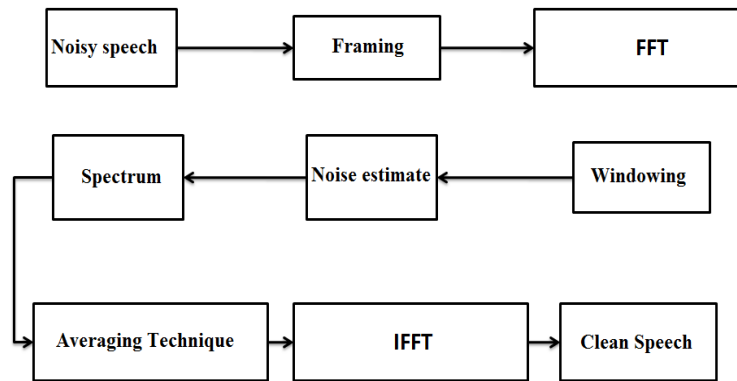 Noisy speech
Framing
FFT
Spectrum
Noise estimate
Windowing
Averaging Technique
IFFT
Clean Speech